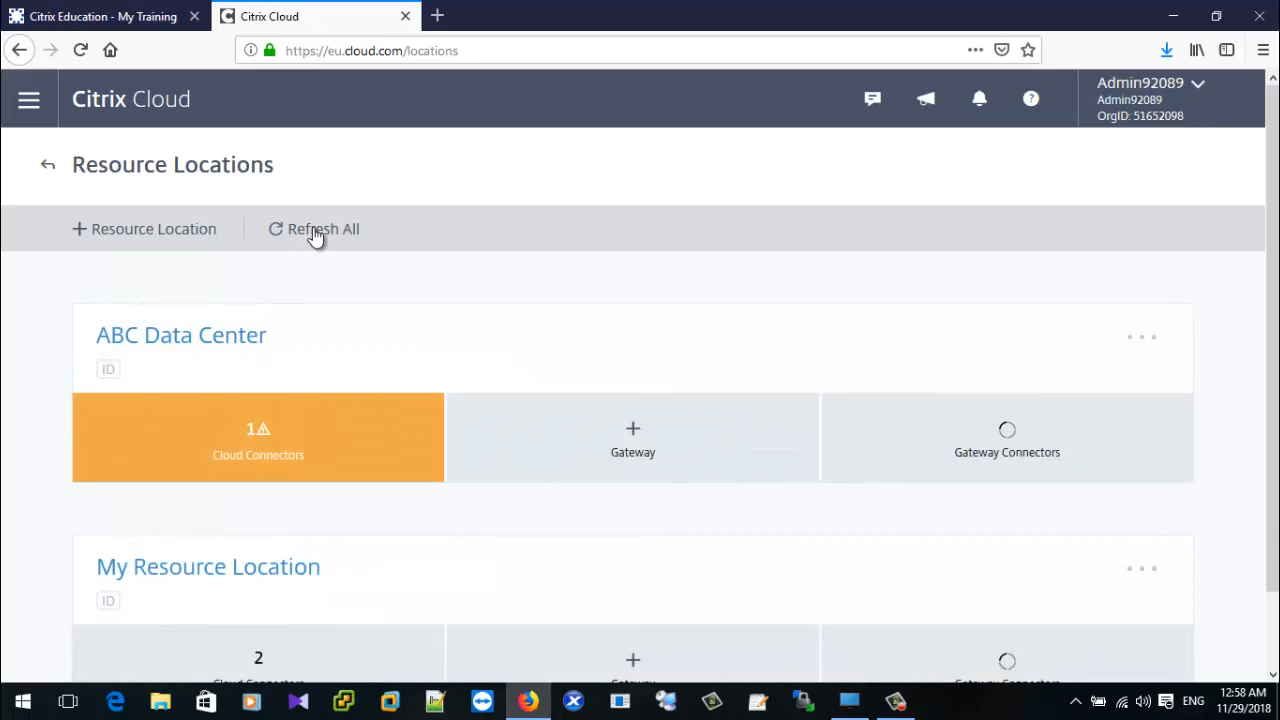 Citrix Education - My Training
Citrix Cloud
https://eu.cloud.com/locations
Citrix Cloud
Admin92089
Admin92089
OrgID: 51652098
Resource Locations
Resource Location
Refresh All
ABC Data Center
ID
1
Cloud Connectors
Gateway
Gateway Connectors
My Resource Location
ID
2
Cloud Connectors
Gateway
Gateway Connectors
ENG
12:58 AM
11/29/2018